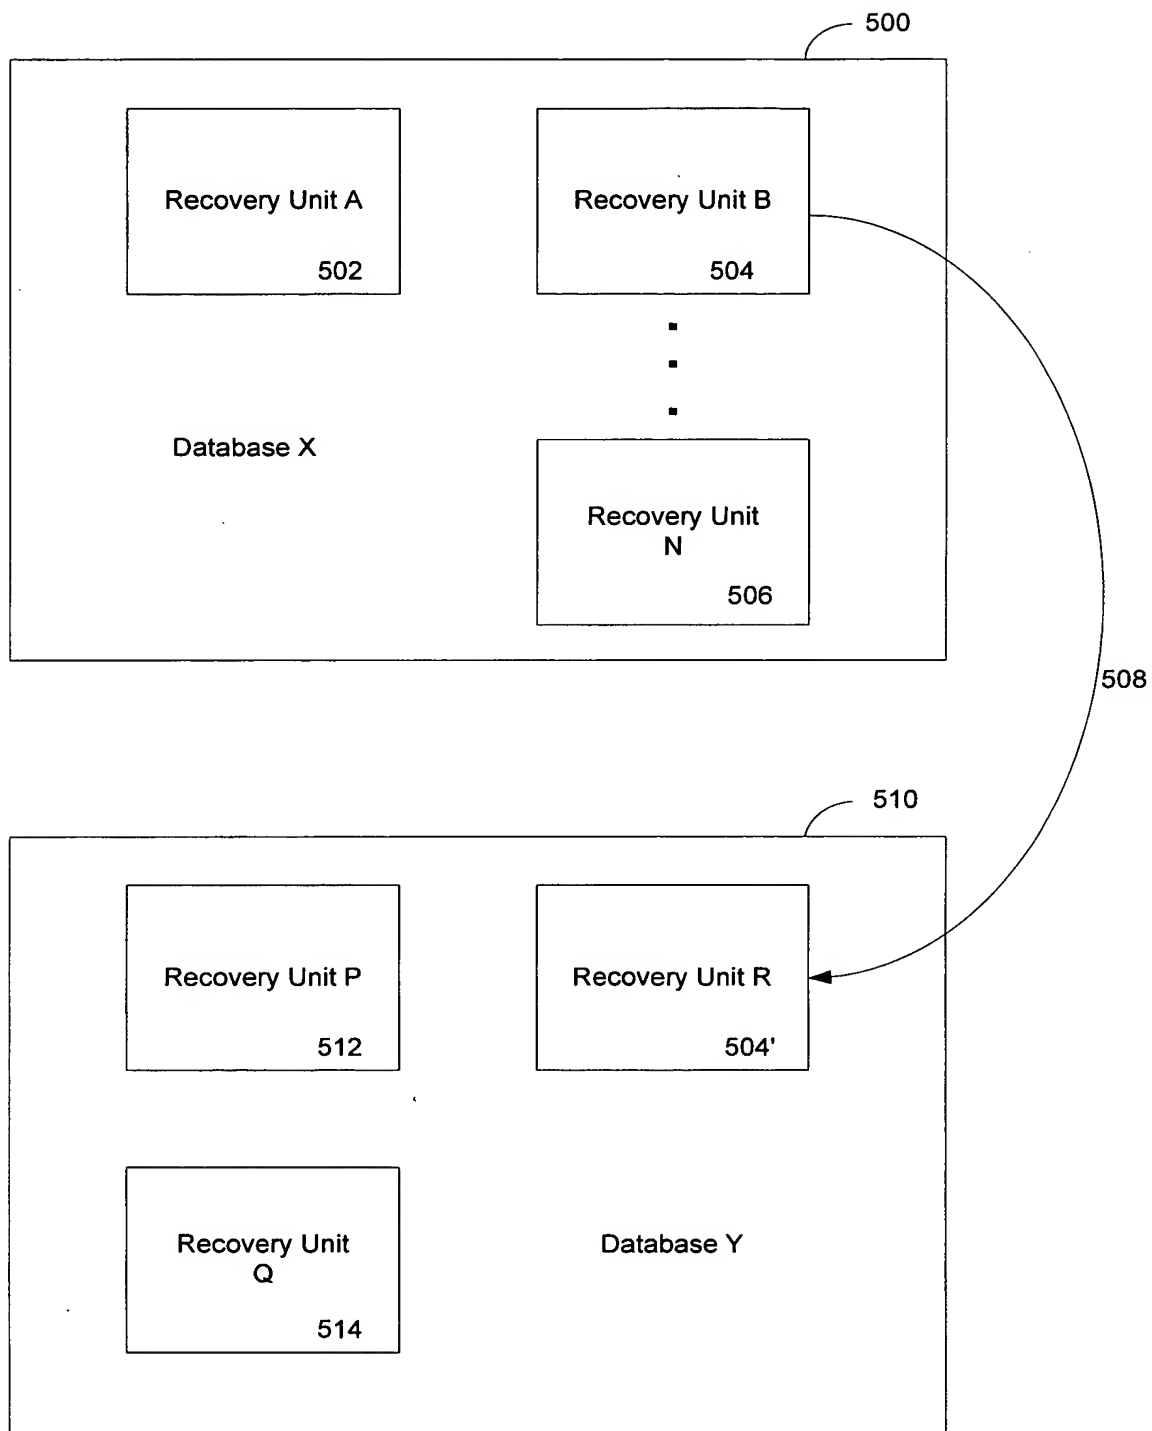 500
Recovery Unit A
502
Recovery Unit B
504
Database X
Recovery Unit
N
506
508
510
Recovery Unit P
512
Recovery Unit R
504'
Recovery Unit
Q
514
Database Y